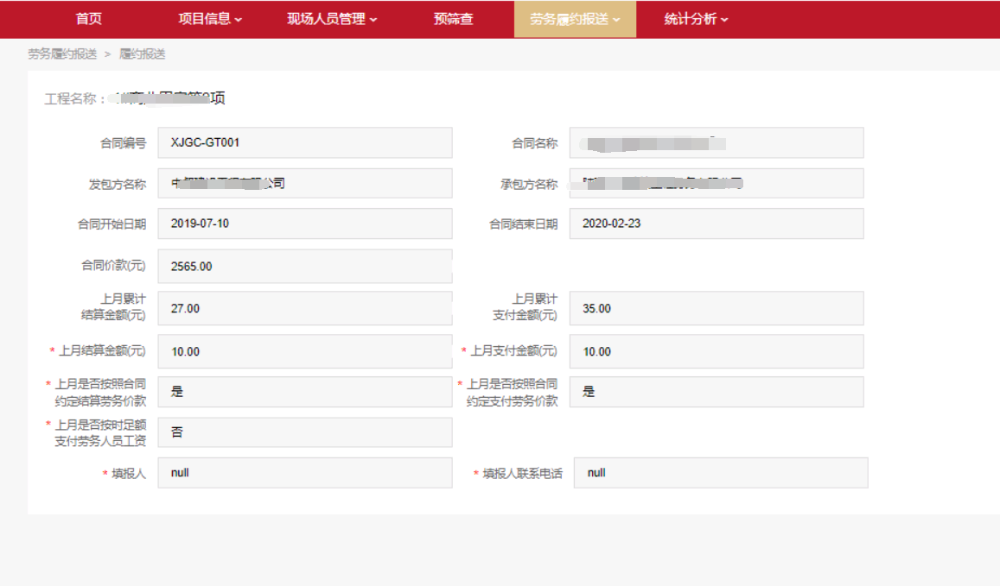 首页 项目信息 现场人员管理 预筛查 劳务履约报送 统计分析
劳务履约报送 > 履约报送
工程名称： 项
合同编号 XJGC-GT001 合同名称
发包方名称 公司 承包方名称
合同开始日期 2019-07-10 合同结束日期 2020-02-23
合同价款(元) 2565.00
上月累计 上月累计
结算金额(元) 27.00 支付金额(元) 35.00
* 上月结算金额(元) 10.00 * 上月支付金额(元) 10.00
* 上月是否按照合同 * 上月是否按照合同
约定结算劳务价款 是 约定支付劳务价款 是
* 上月是否按时足额
支付劳务人员工资 否
* 填报人 null * 填报人联系电话 null